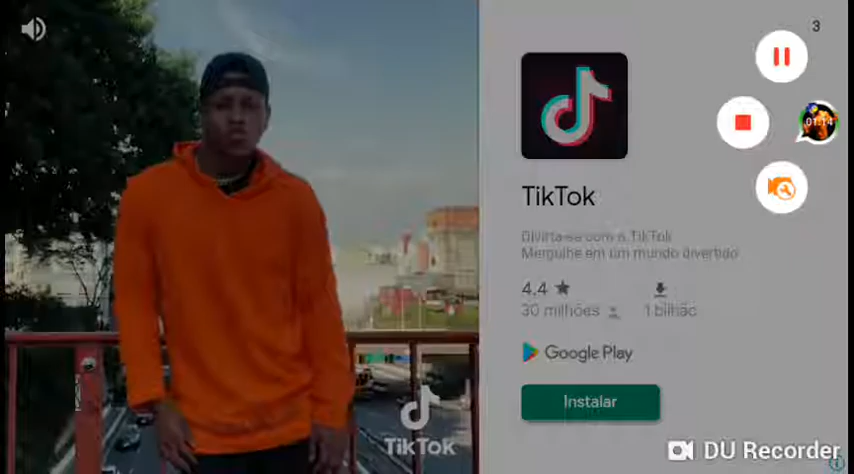 3
01:14
TikTok
Divirta-se com o TikTok
Mergulhe em um mundo divertido
4.4
30 milhões
1 bilhão
Google Play
Instalar
TikTok
DU Recorder